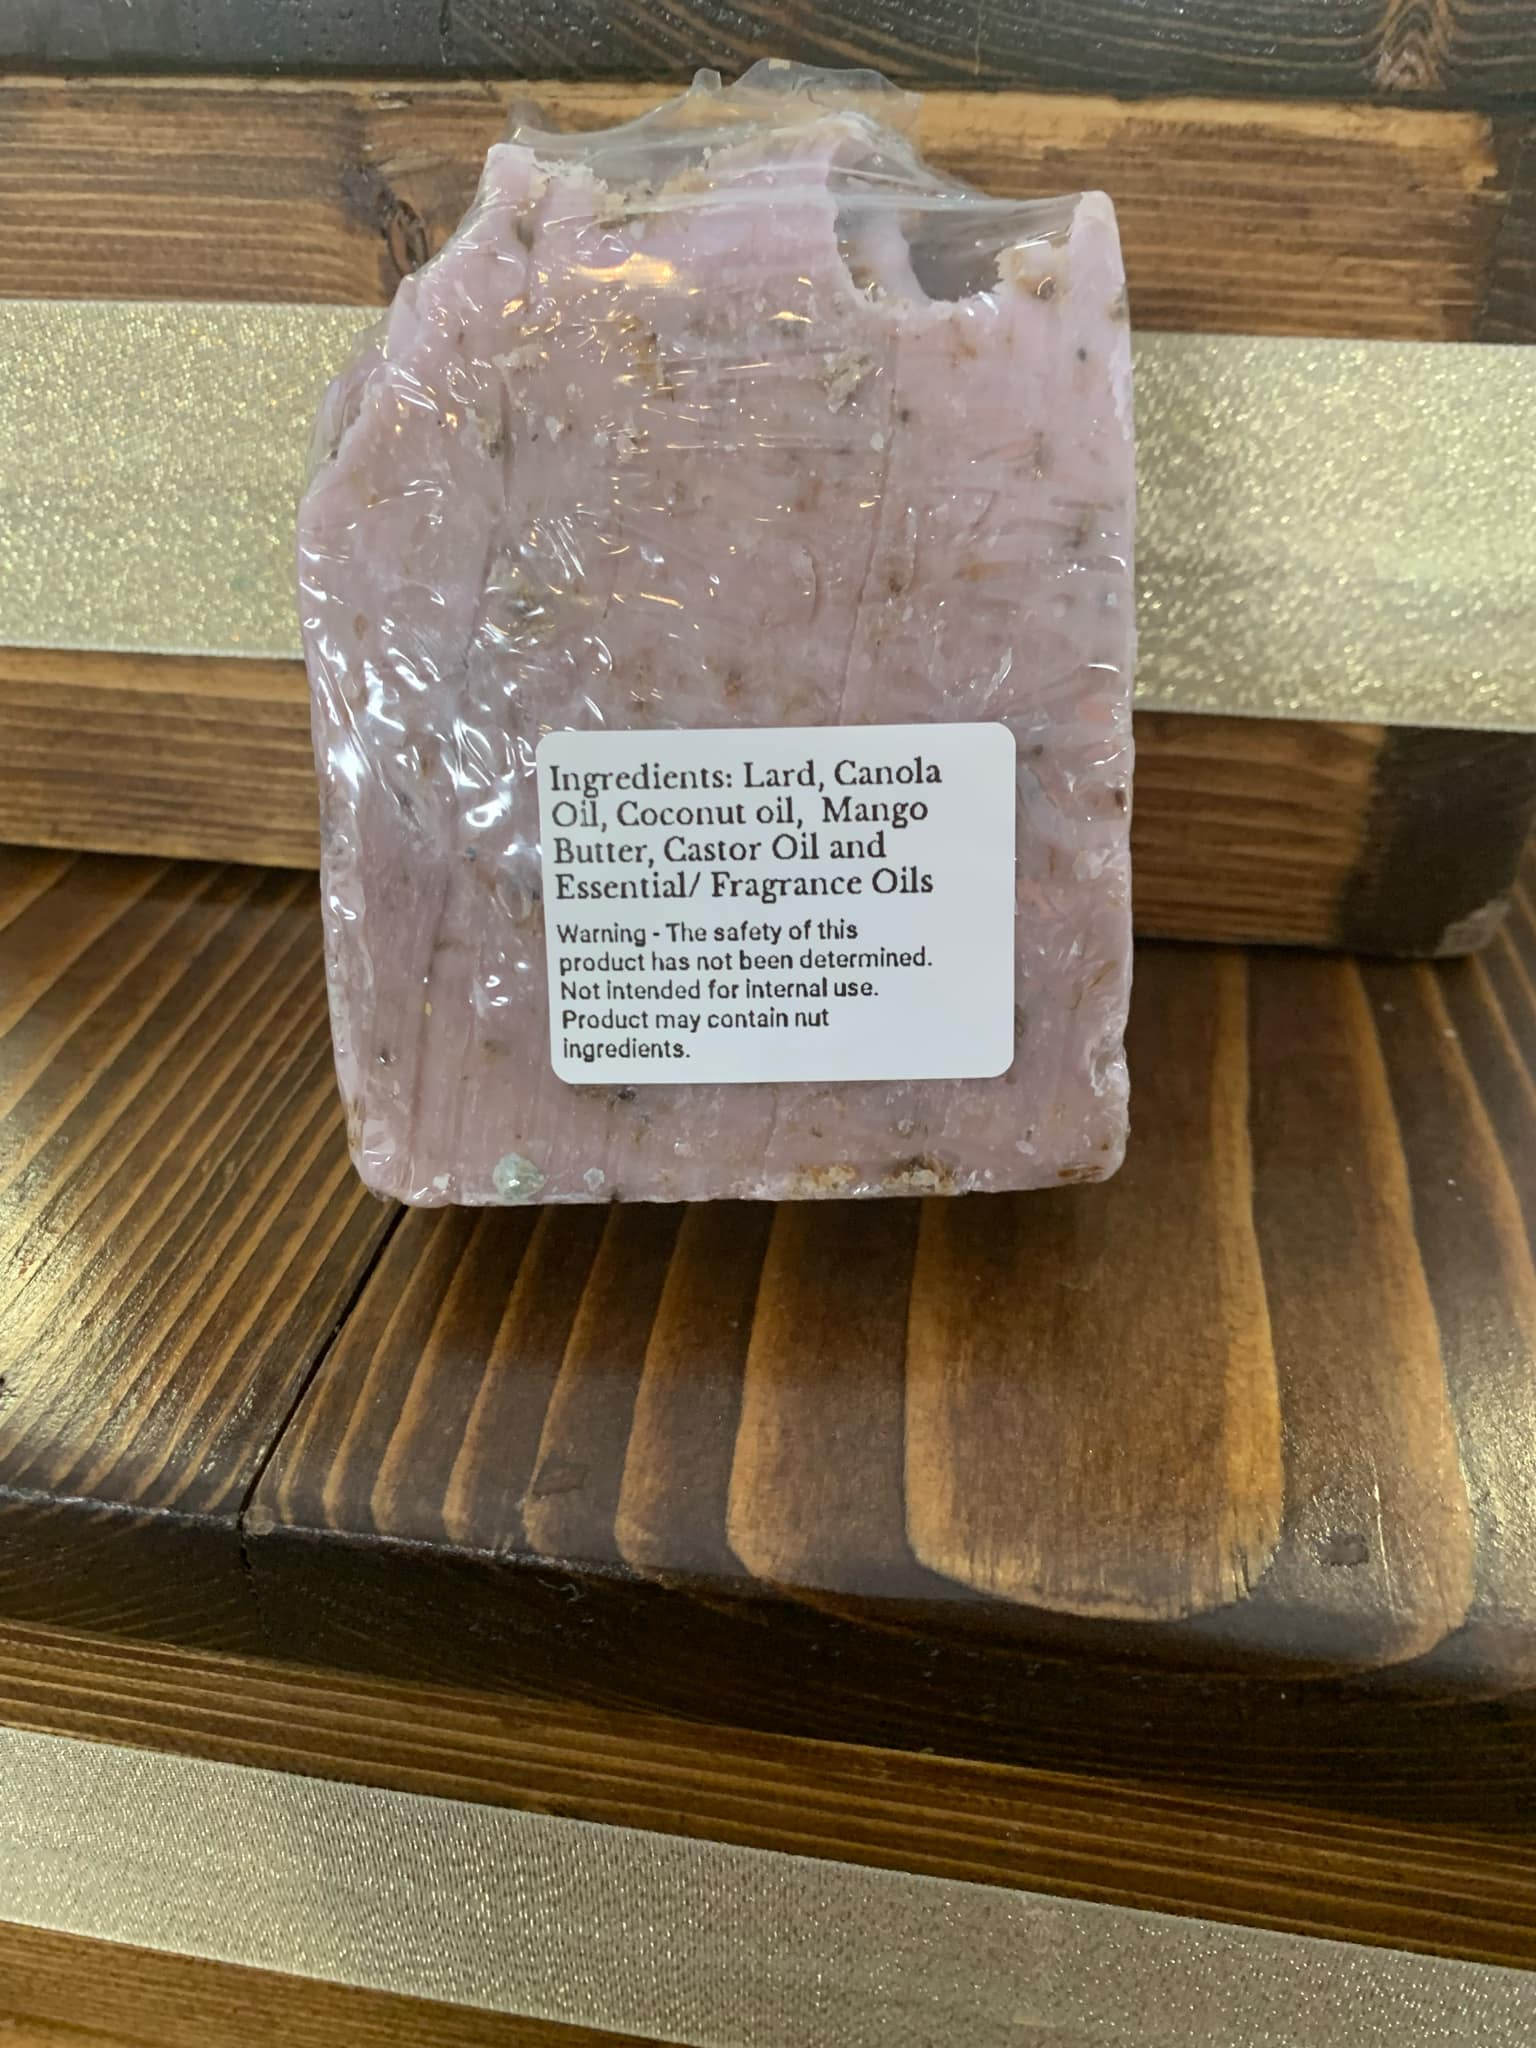 Ingredients: Lard, Canola
Oil, Coconut oil, Mango
Butter, Castor Oil and
Essential/ Fragrance Oils
Warning - The safety of this
product has not been determined.
Not intended for internal use.
Product may contain nut
ingredients.